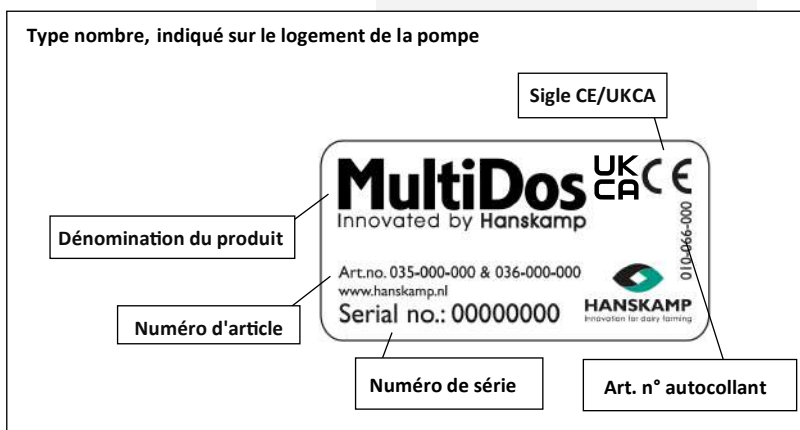 Type nombre, indiqué sur le logement de la pompe
Sigle CE/UKCA
MultiDos
UK
CA
CE
Innovated by Hanskamp
Dénomination du produit
010-066-000
Art.no. 035-000-000 & 036-000-000
www.hanskamp.nl
Serial no.: 00000000
HANSKAMP
Innovation for dairy farming
Numéro d'article
Numéro de série
Art. n° autocollant